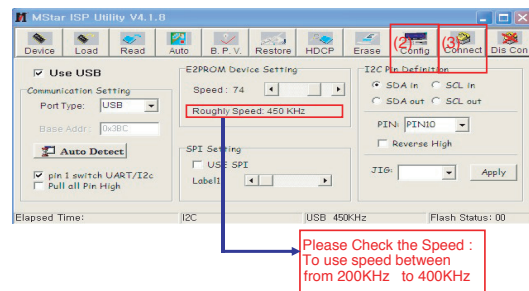 MStar ISP Utility V4.1.8
Device Load Read Auto B. P. V. Restore HDCP Erase (2) Config (3) Connect Dis Con
Use USB
Communication Setting
Port Type: USB
Base Addr: 0x3BC
Auto Detect
pin 1 switch UART/I2c
Pull all Pin High
E2PROM Device Setting
Speed: 74
Roughly Speed: 450 KHz
SPI Setting
USE SPI
Label1
I2C Pin Definition
SDA in SCL in
SDA out SCL out
PIN: PIN10
Reverse High
JIG: Apply
Elapsed Time: I2C USB 450KHz Flash Status: 00
Please Check the Speed :
To use speed between
from 200KHz to 400KHz